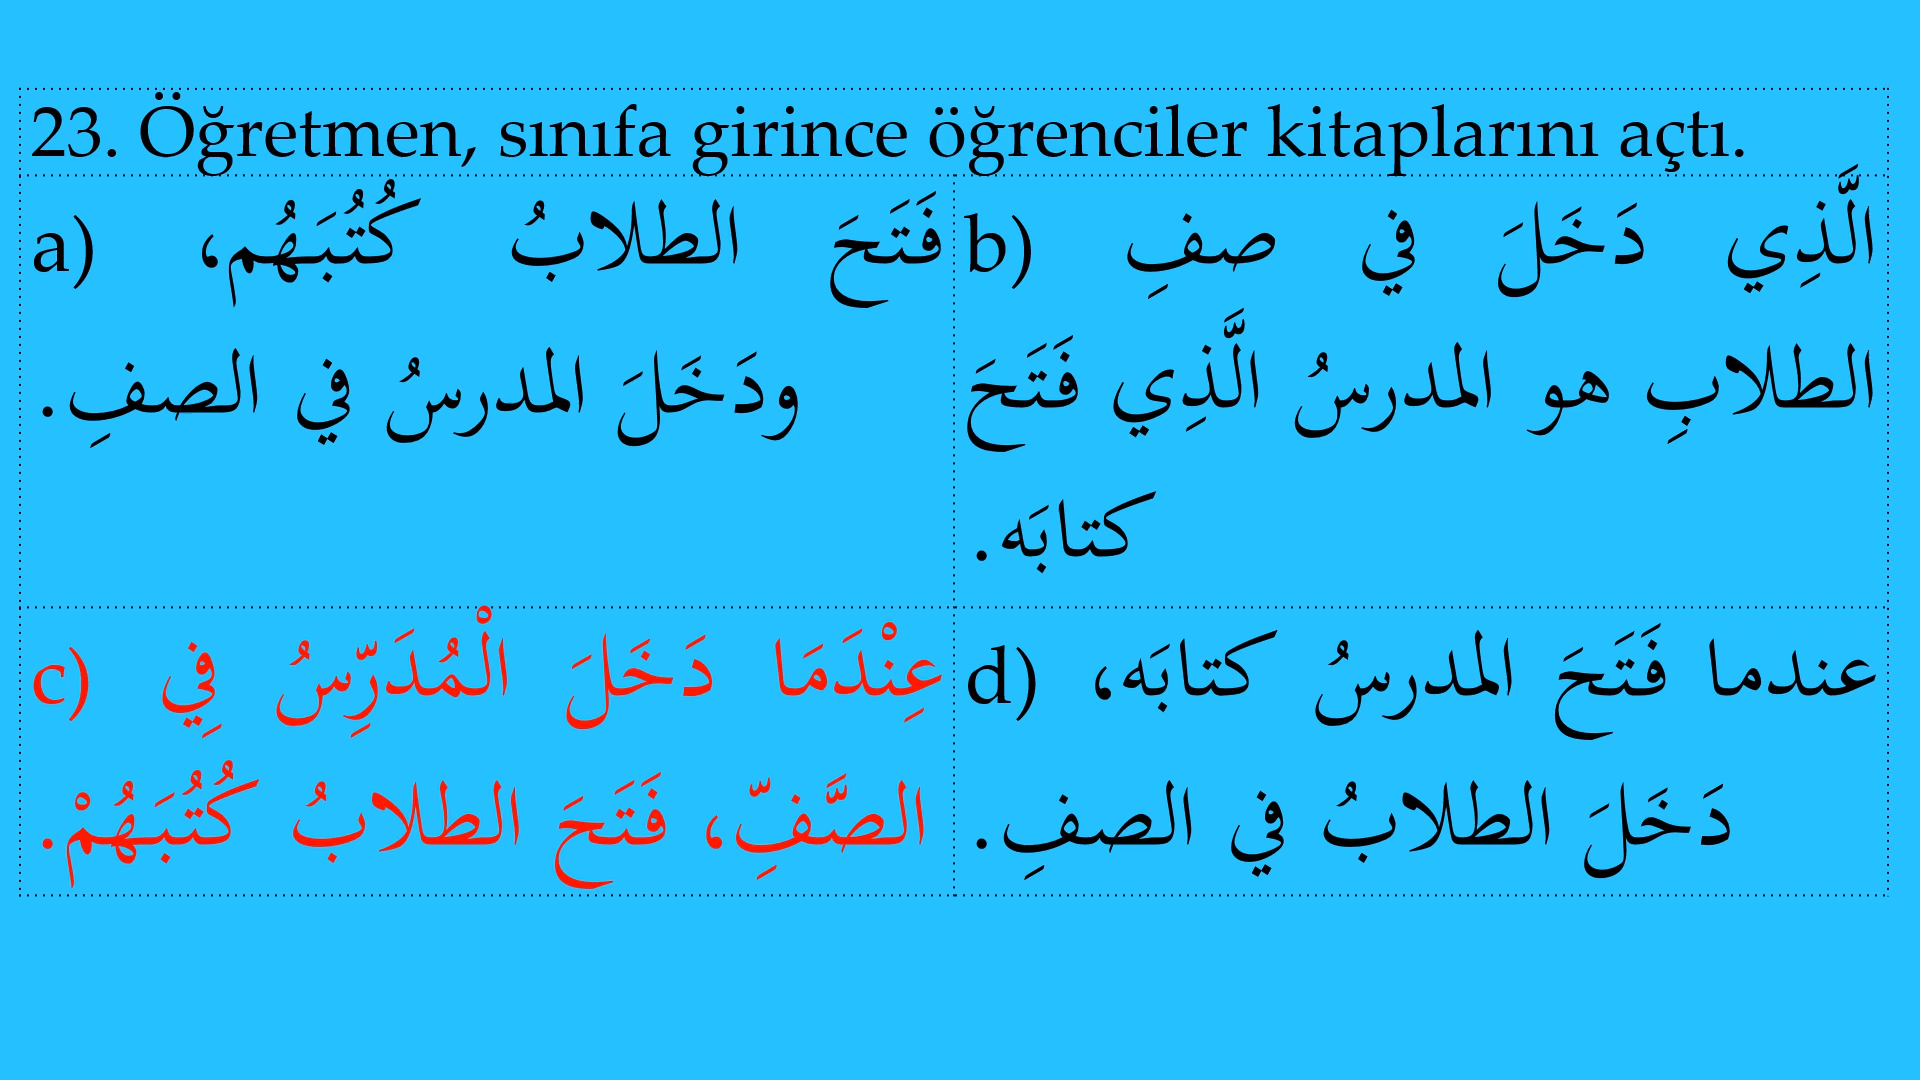 23. Öğretmen, sınıfa girince öğrenciler kitaplarını açtı.
a) فَتَحَ الطلابُ كُتُبَهُم،
ودَخَلَ المدرسُ في الصفِ.
b) الَّذِي دَخَلَ في صفِ
الطلابِ هو المدرسُ الَّذِي فَتَحَ
كتابَه.
c) عِنْدَمَا دَخَلَ الْمُدَرِّسُ فِي
الصَّفِّ، فَتَحَ الطلابُ كُتُبَهُمْ.
d) عندما فَتَحَ المدرسُ كتابَه،
دَخَلَ الطلابُ في الصفِ.